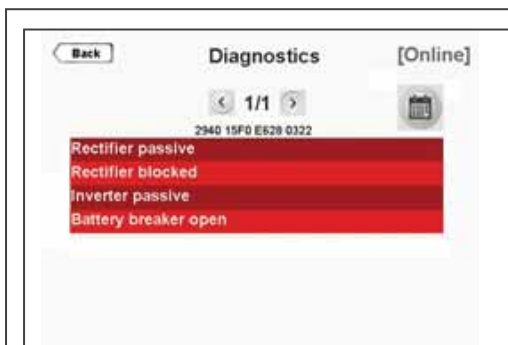 Back Diagnostics [Online]
< 1/1 >
2940 15F0 E628 0322
Rectifier passive
Rectifier blocked
Inverter passive
Battery breaker open